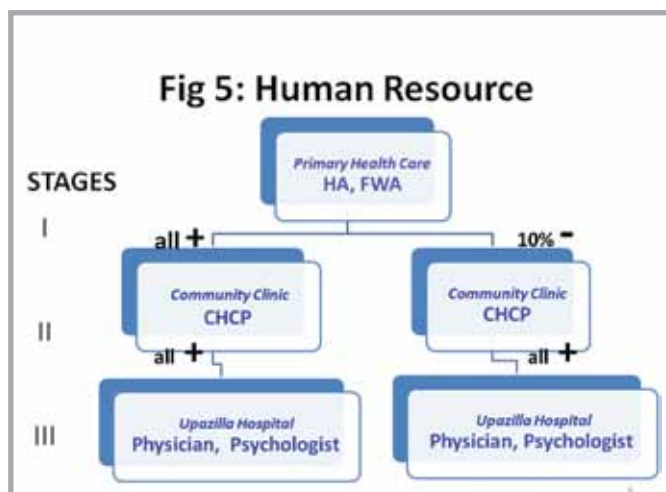 Fig 5: Human Resource
STAGES
Primary Health Care
HA, FWA
I
all +
10% -
Community Clinic
CHCP
Community Clinic
CHCP
II
all +
all +
Upazilla Hospital
Physician, Psychologist
Upazilla Hospital
Physician, Psychologist
III